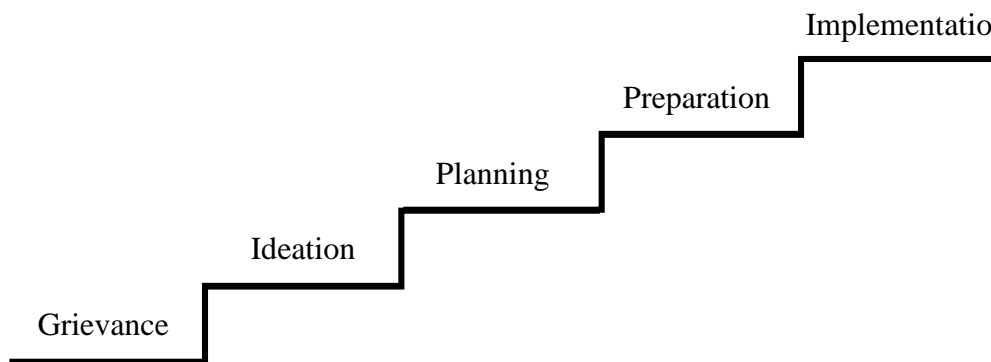 Implementatio
Preparation
Planning
Ideation
Grievance